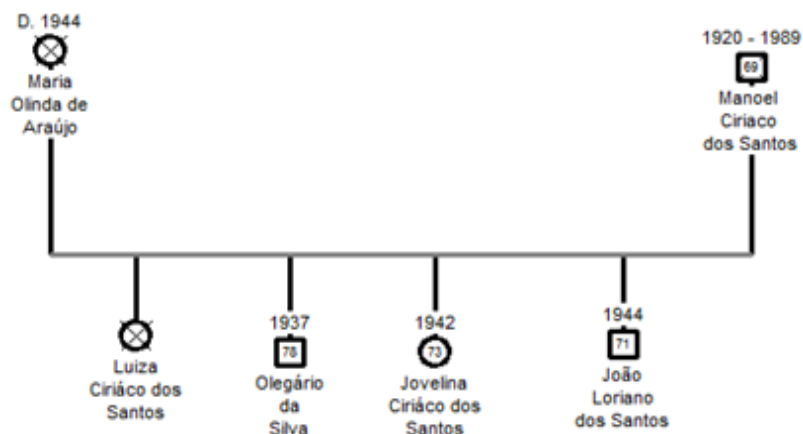 D. 1944
Maria
Olinda de
Araújo
1920 - 1989
69
Manoel
Ciriaco
dos Santos
Luiza
Ciriáco dos
Santos
1937
78
Olegário
da
Silva
1942
73
Jovelina
Ciriáco dos
Santos
1944
71
João
Loriano
dos Santos